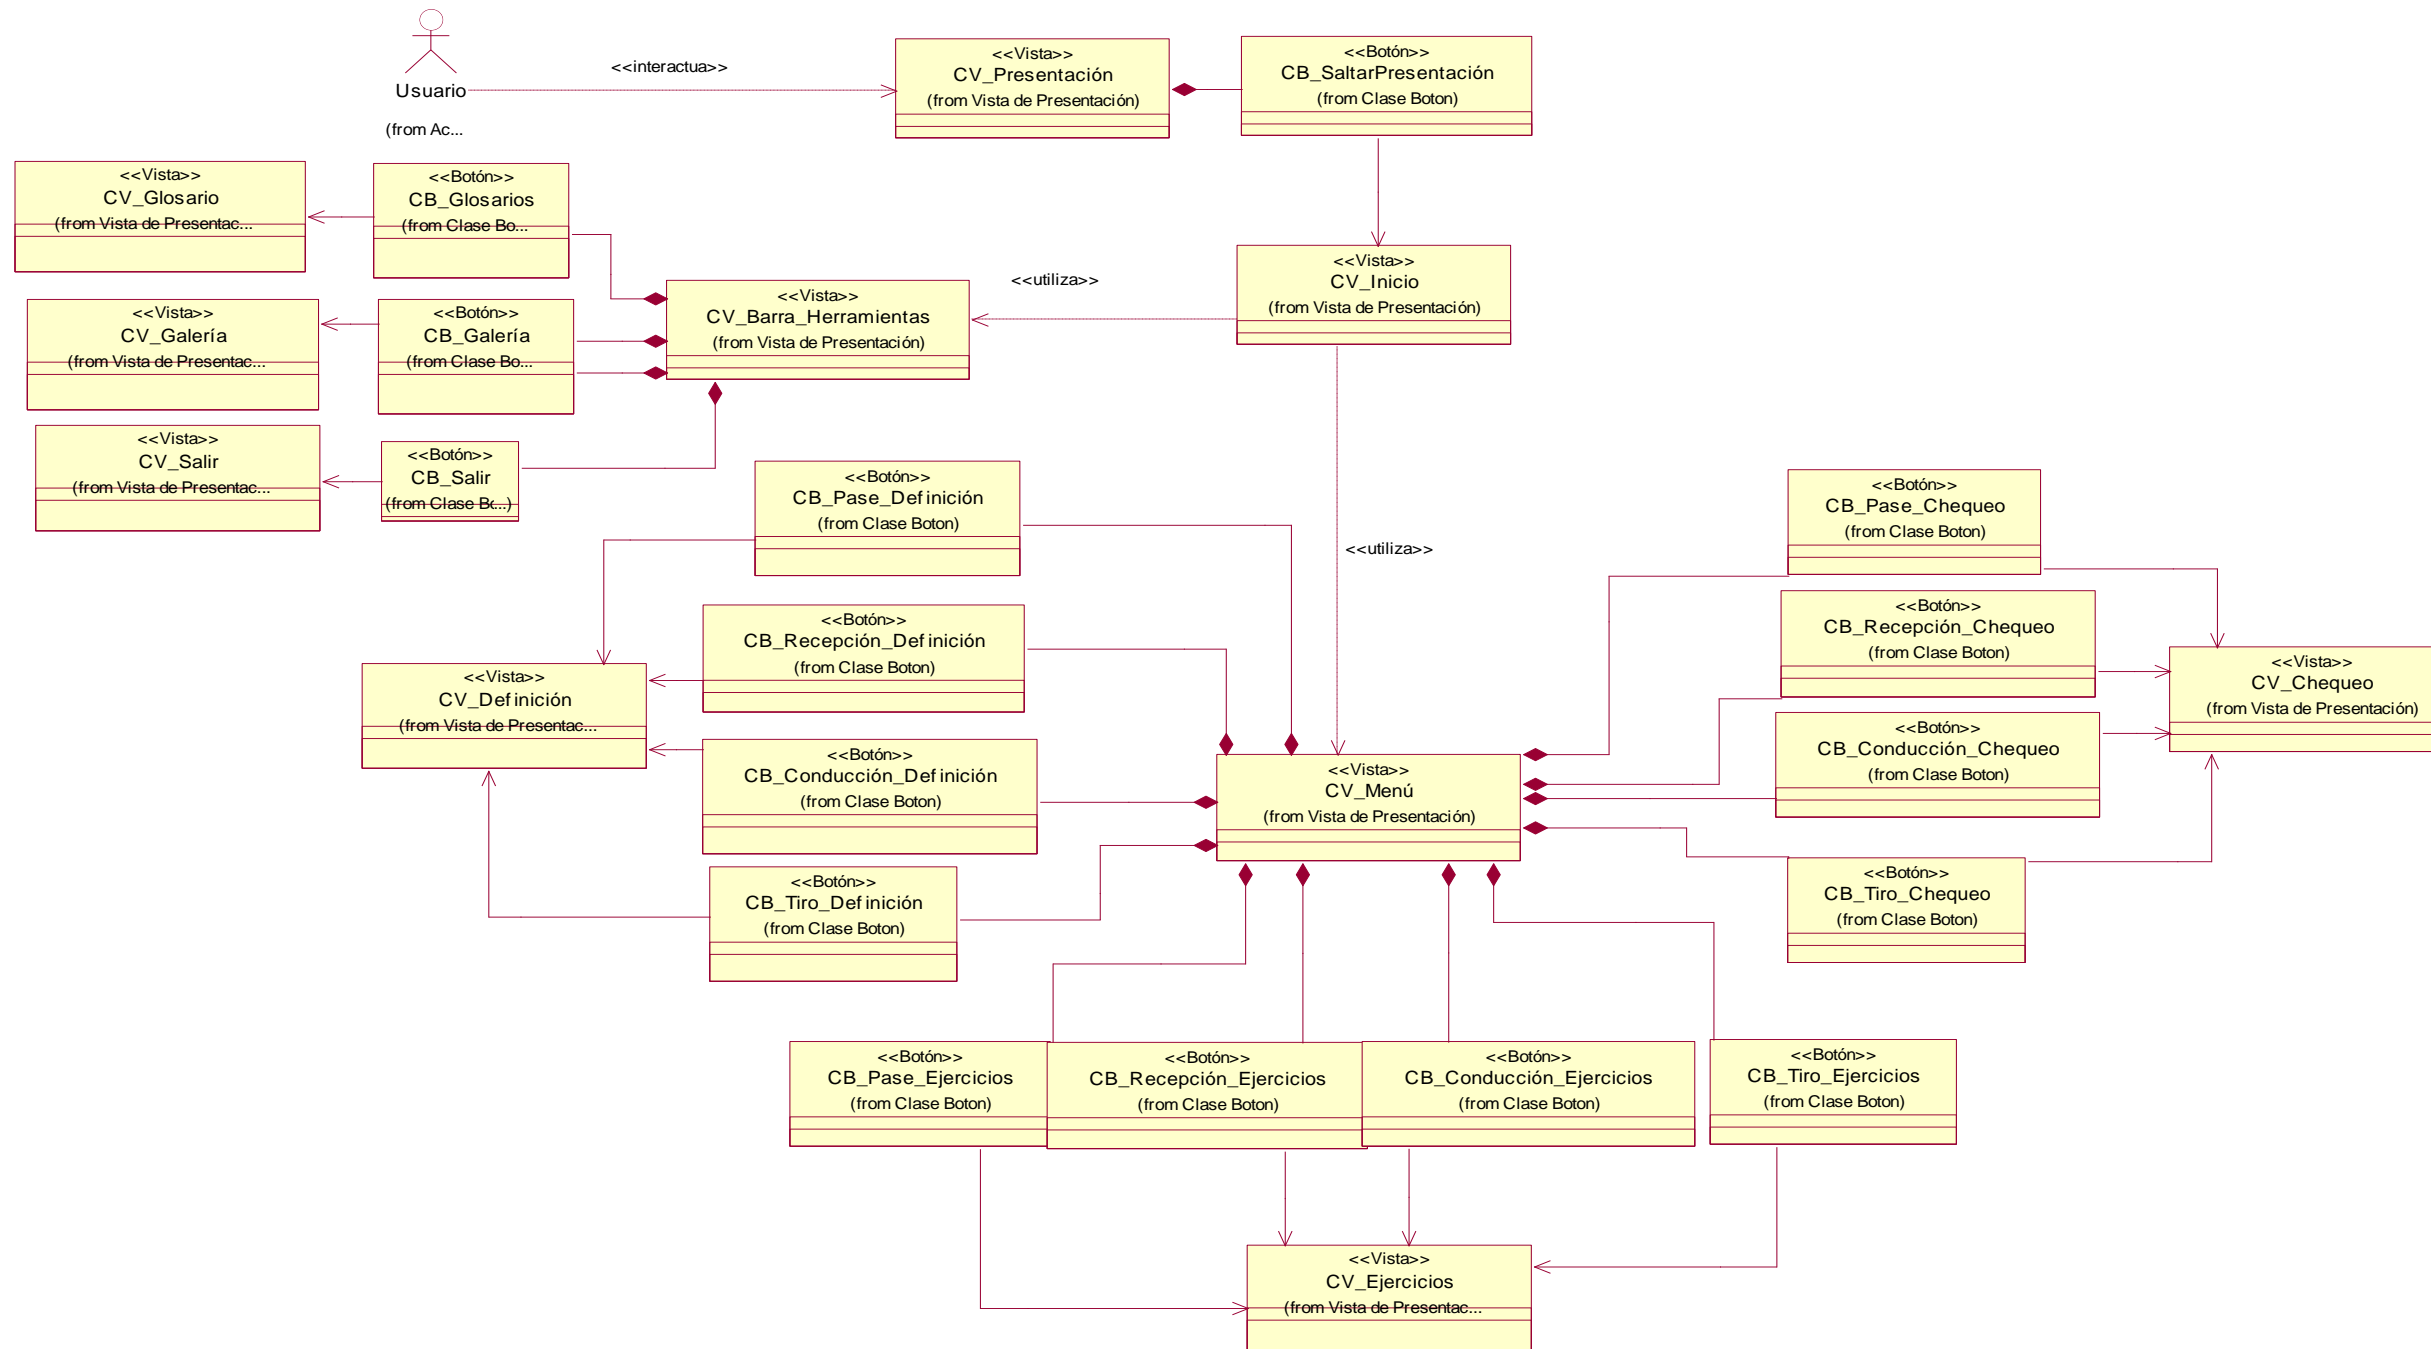 Usuario
(from Ac...
<<interactua>>
<<Vista>>
CV_Presentación
(from Vista de Presentación)
<<Botón>>
CB_SaltarPresentación
(from Clase Boton)
<<Vista>>
CV_Glosario
(from Vista de Presentac...
<<Botón>>
CB_Glosarios
(from Clase Bo...
<<Vista>>
CV_Galería
(from Vista de Presentac...
<<Botón>>
CB_Galería
(from Clase Bo...
<<Vista>>
CV_Barra_Herramientas
(from Vista de Presentación)
<<utiliza>>
<<Vista>>
CV_Inicio
(from Vista de Presentación)
<<Vista>>
CV_Salir
(from Vista de Presentac...
<<Botón>>
CB_Salir
(from Clase Bo...)
<<Botón>>
CB_Pase_Definición
(from Clase Boton)
<<utiliza>>
<<Botón>>
CB_Pase_Chequeo
(from Clase Boton)
<<Botón>>
CB_Recepción_Definición
(from Clase Boton)
<<Botón>>
CB_Recepción_Chequeo
(from Clase Boton)
<<Vista>>
CV_Definición
(from Vista de Presentac...
<<Vista>>
CV_Chequeo
(from Vista de Presentación)
<<Botón>>
CB_Conducción_Definición
(from Clase Boton)
<<Vista>>
CV_Menú
(from Vista de Presentación)
<<Botón>>
CB_Conducción_Chequeo
(from Clase Boton)
<<Botón>>
CB_Tiro_Definición
(from Clase Boton)
<<Botón>>
CB_Tiro_Chequeo
(from Clase Boton)
<<Botón>>
CB_Pase_Ejercicios
(from Clase Boton)
<<Botón>>
CB_Recepción_Ejercicios
(from Clase Boton)
<<Botón>>
CB_Conducción_Ejercicios
(from Clase Boton)
<<Botón>>
CB_Tiro_Ejercicios
(from Clase Boton)
<<Vista>>
CV_Ejercicios
(from Vista de Presentac...